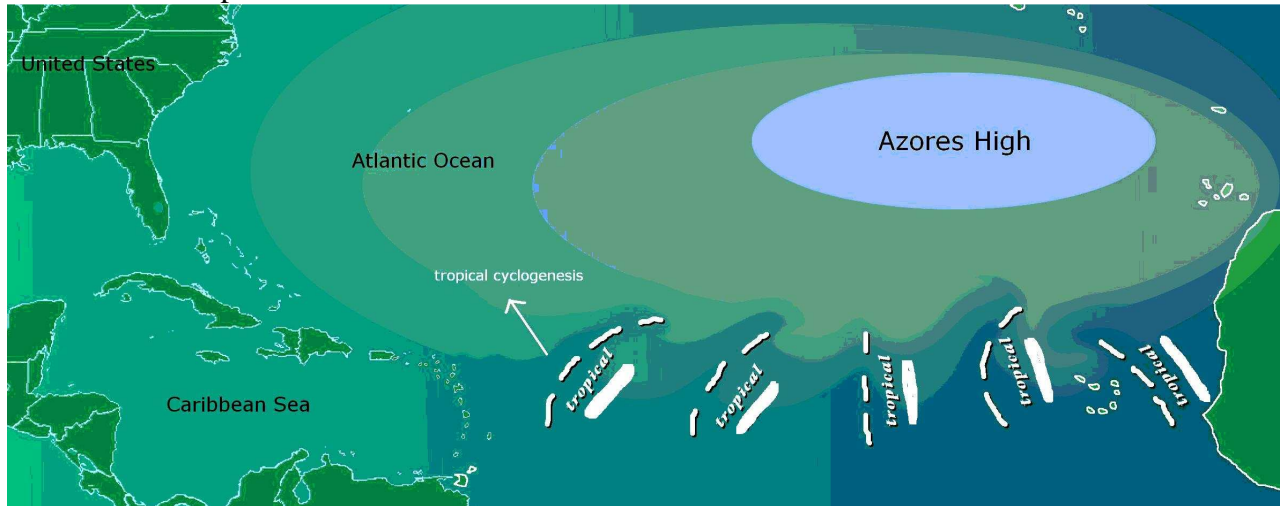 United States
Azores High
Atlantic Ocean
tropical cyclogenesis
tropical
tropical
tropical
tropical
tropical
Caribbean Sea